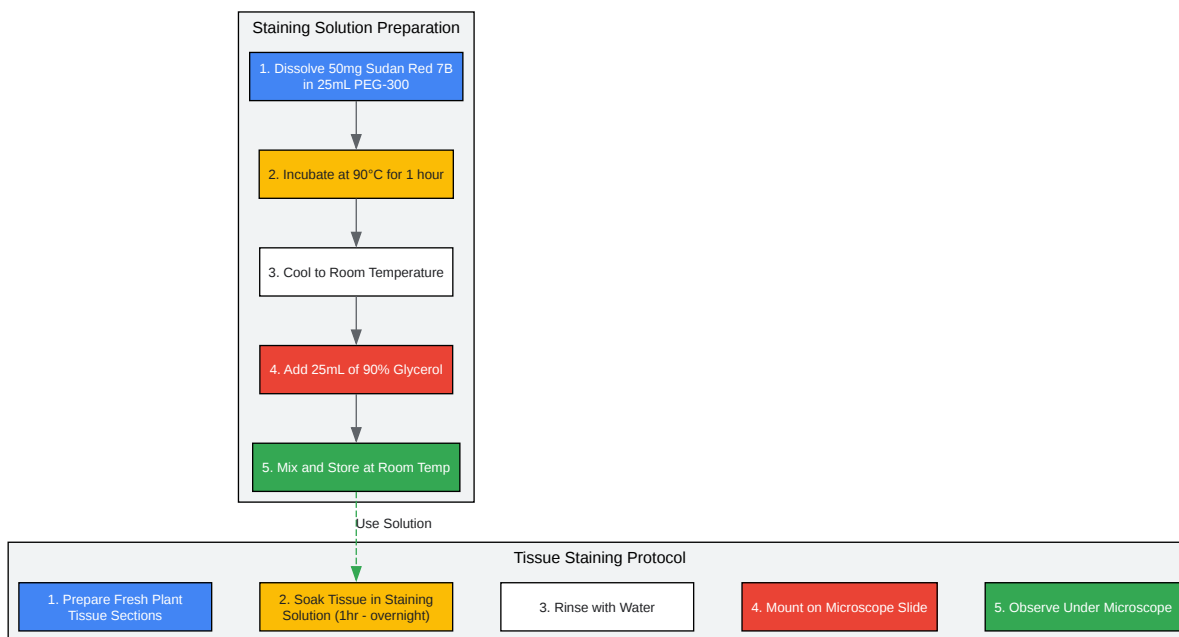 Staining Solution Preparation
1. Dissolve 50mg Sudan Red 7B
in 25mL PEG-300
2. Incubate at 90°C for 1 hour
3. Cool to Room Temperature
4. Add 25mL of 90% Glycerol
5. Mix and Store at Room Temp
Use Solution
Tissue Staining Protocol
1. Prepare Fresh Plant
Tissue Sections
2. Soak Tissue in Staining
Solution (1hr - overnight)
3. Rinse with Water
4. Mount on Microscope Slide
5. Observe Under Microscope